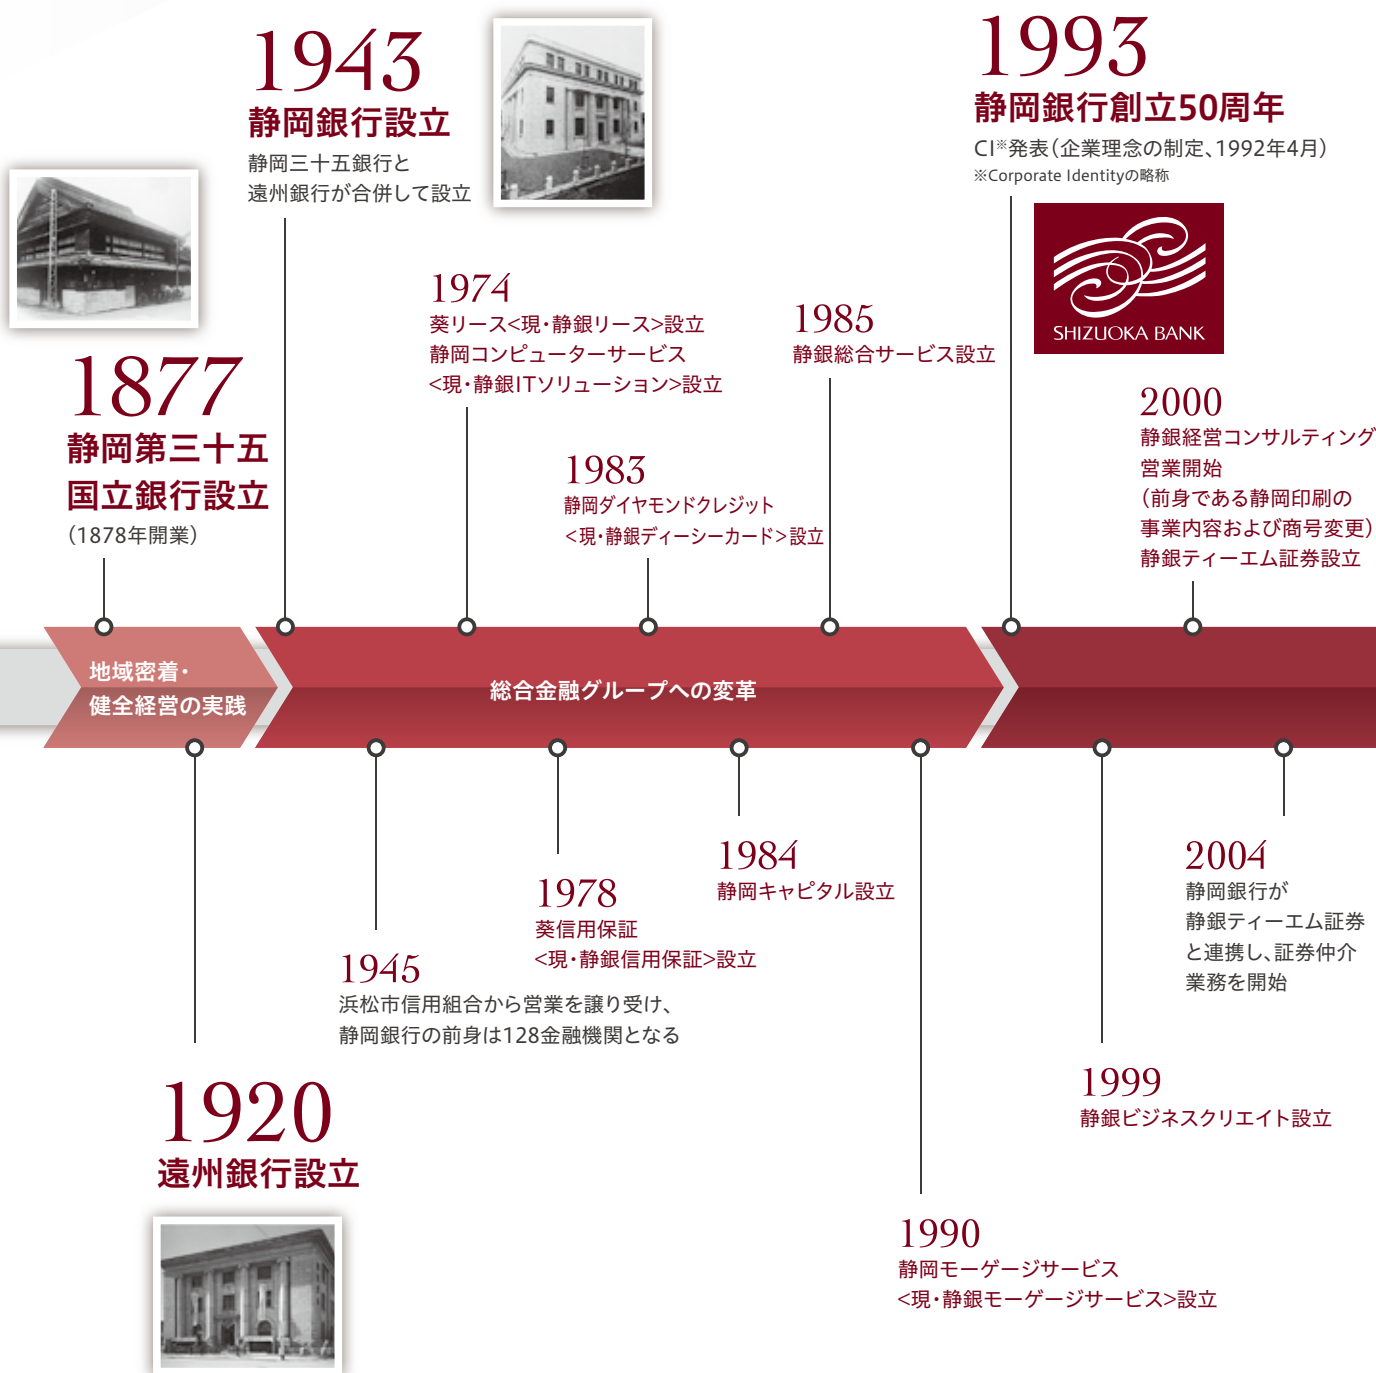 1877
静岡第三十五
国立銀行設立
（1878年開業）
1943
静岡銀行設立
静岡三十五銀行と
遠州銀行が合併して設立
1974
葵リース<現・静銀リース>設立
静岡コンピューターサービス
<現・静銀ITソリューション>設立
1983
静岡ダイヤモンドクレジット
<現・静銀ディーシーカード>設立
1985
静銀総合サービス設立
1993
静岡銀行創立50周年
CI※発表（企業理念の制定、1992年4月）
※Corporate Identityの略称
SHIZUOKA BANK
2000
静銀経営コンサルティング
営業開始
（前身である静岡印刷の
事業内容および商号変更）
静銀ティーエム証券設立
地域密着・
健全経営の実践
総合金融グループへの変革
1920
遠州銀行設立
1945
浜松市信用組合から営業を譲り受け、
静岡銀行の前身は128金融機関となる
1978
葵信用保証
<現・静銀信用保証>設立
1984
静岡キャピタル設立
1990
静岡モーゲージサービス
<現・静銀モーゲージサービス>設立
1999
静銀ビジネスクリエイト設立
2004
静岡銀行が
静銀ティーエム証券
と連携し、証券仲介
業務を開始